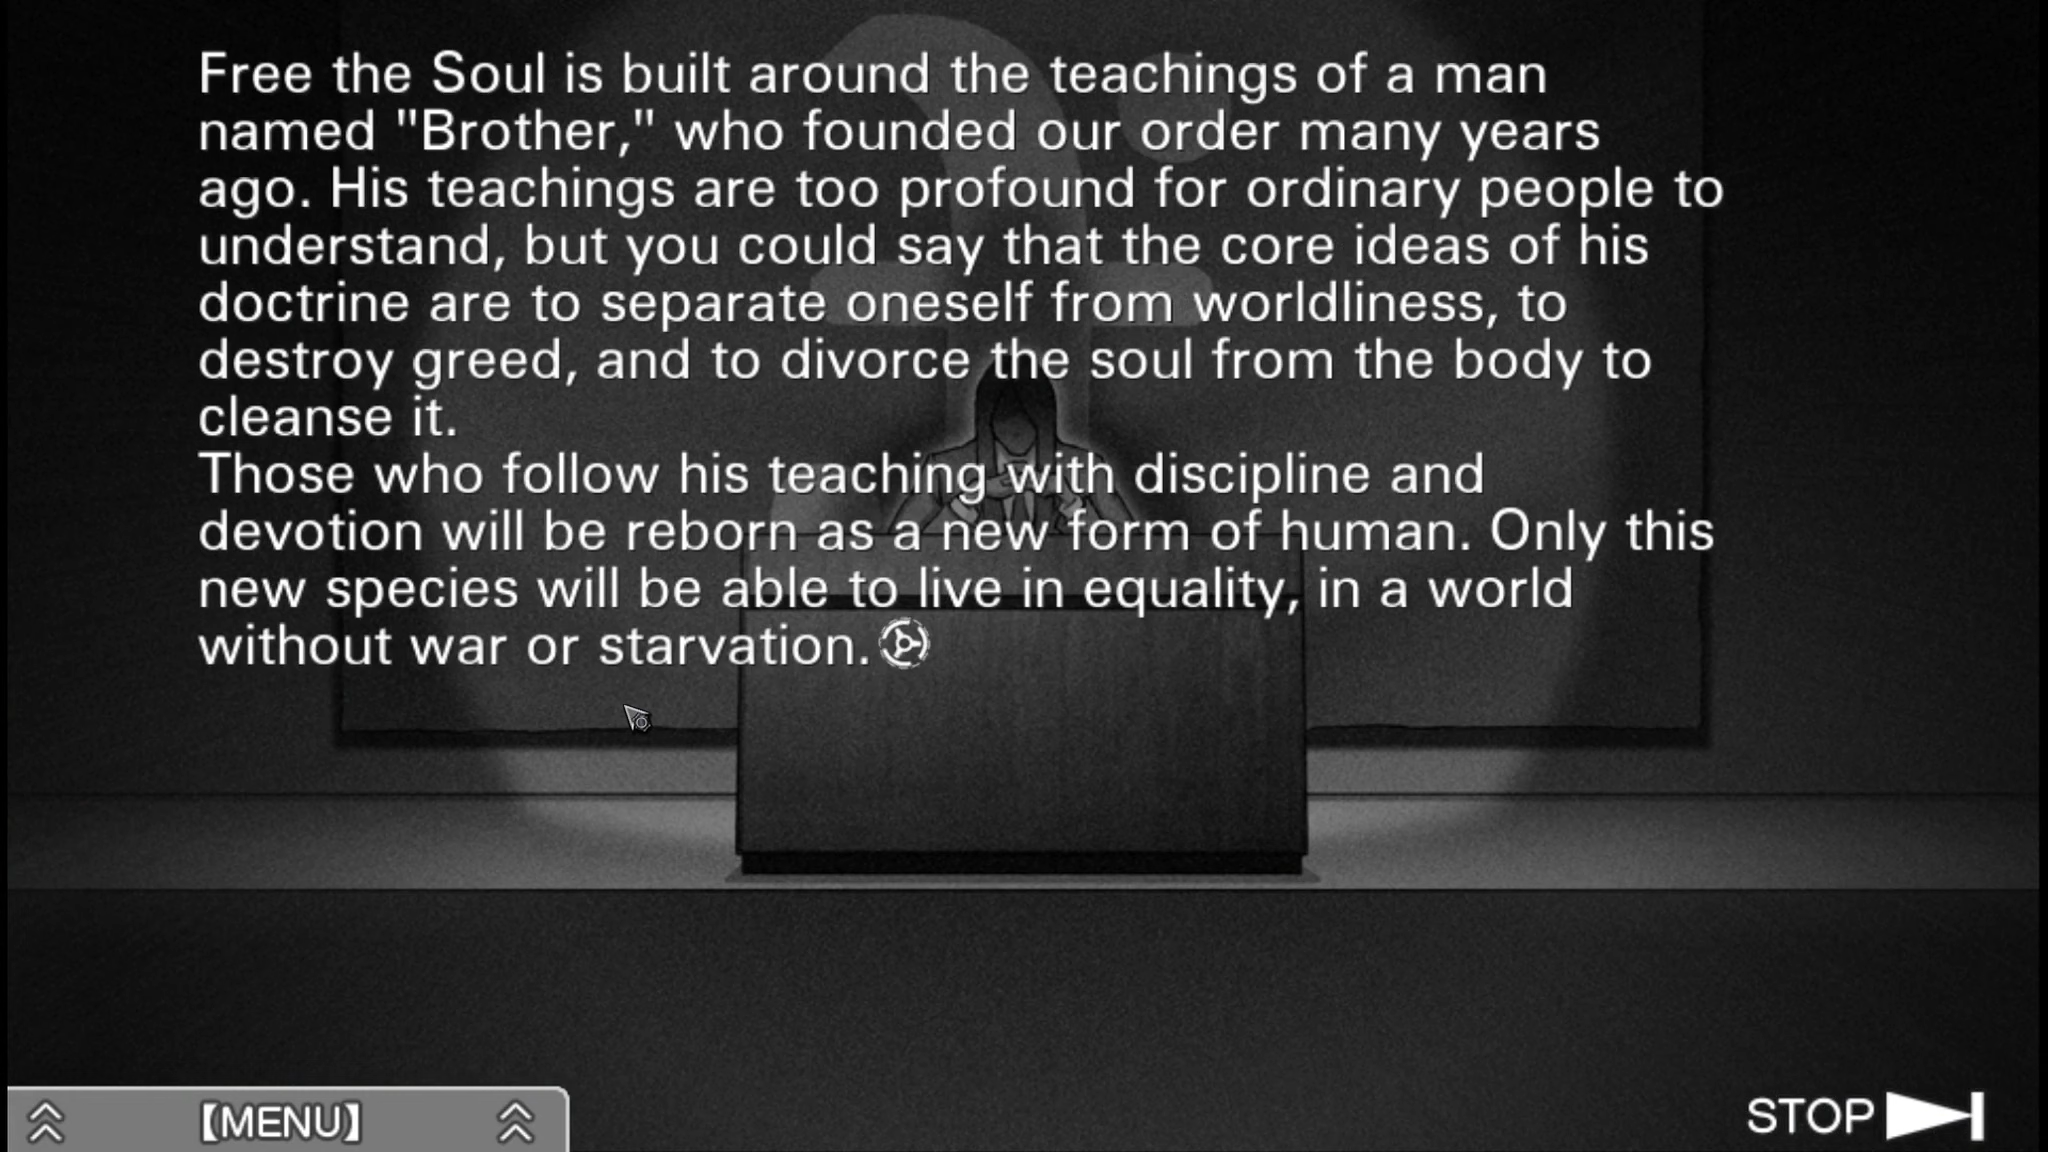 Free the Soul is built around the teachings of a man
named "Brother," who founded our order many years
ago. His teachings are too profound for ordinary people to
understand, but you could say that the core ideas of his
doctrine are to separate oneself from worldliness, to
destroy greed, and to divorce the soul from the body to
cleanse it.
Those who follow his teaching with discipline and
devotion will be reborn as a new form of human. Only this
new species will be able to live in equality, in a world
without war or starvation.
【MENU】
STOP